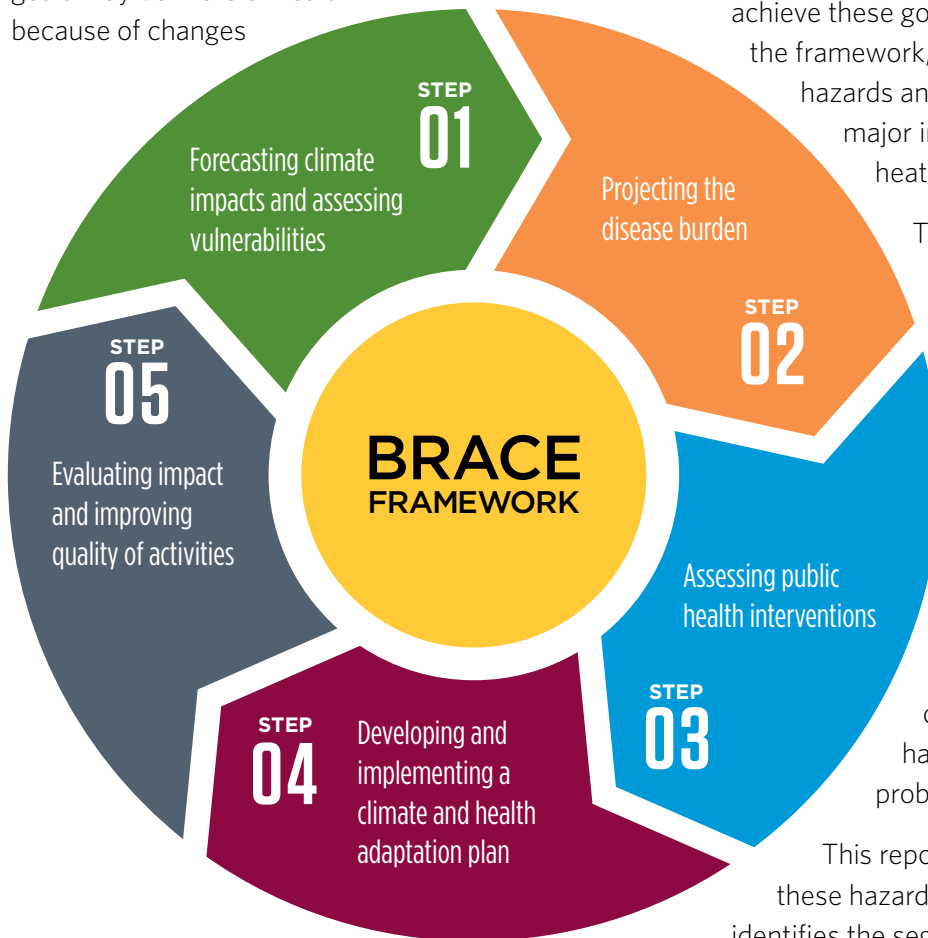 because of changes
achieve these go
the framework,
hazards an
major i
heat
T
STEP
01
Forecasting climate
impacts and assessing
vulnerabilities
Projecting the
disease burden
STEP
02
Assessing public
health interventions
STEP
03
STEP
04
Developing and
implementing a
climate and health
adaptation plan
STEP
05
Evaluating impact
and improving
quality of activities
BRACE
FRAMEWORK
ha
prob
This repo
these hazard
identifies the se